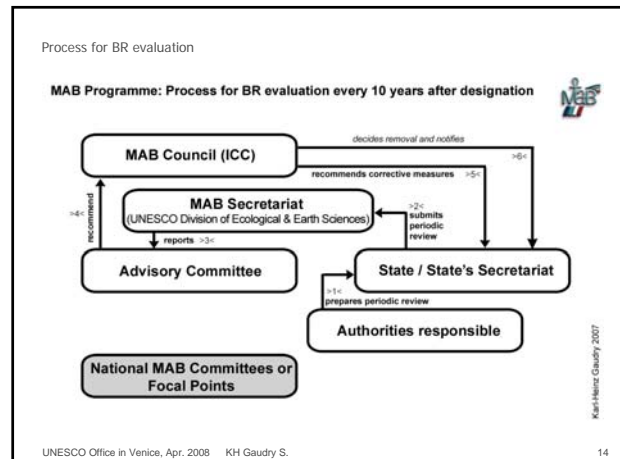 Process for BR evaluation
MAB Programme: Process for BR evaluation every 10 years after designation
MaB
decides removal and notifies
>6<
MAB Council (ICC)
recommends corrective measures >5<
MAB Secretariat
(UNESCO Division of Ecological & Earth Sciences)
>2<
submits
periodic
review
>4<
recommend
reports >3<
Advisory Committee
State / State's Secretariat
>1<
prepares periodic review
Authorities responsible
National MAB Committees or
Focal Points
Karl-Heinz Gaudry 2007
UNESCO Office in Venice, Apr. 2008 KH Gaudry S.
14